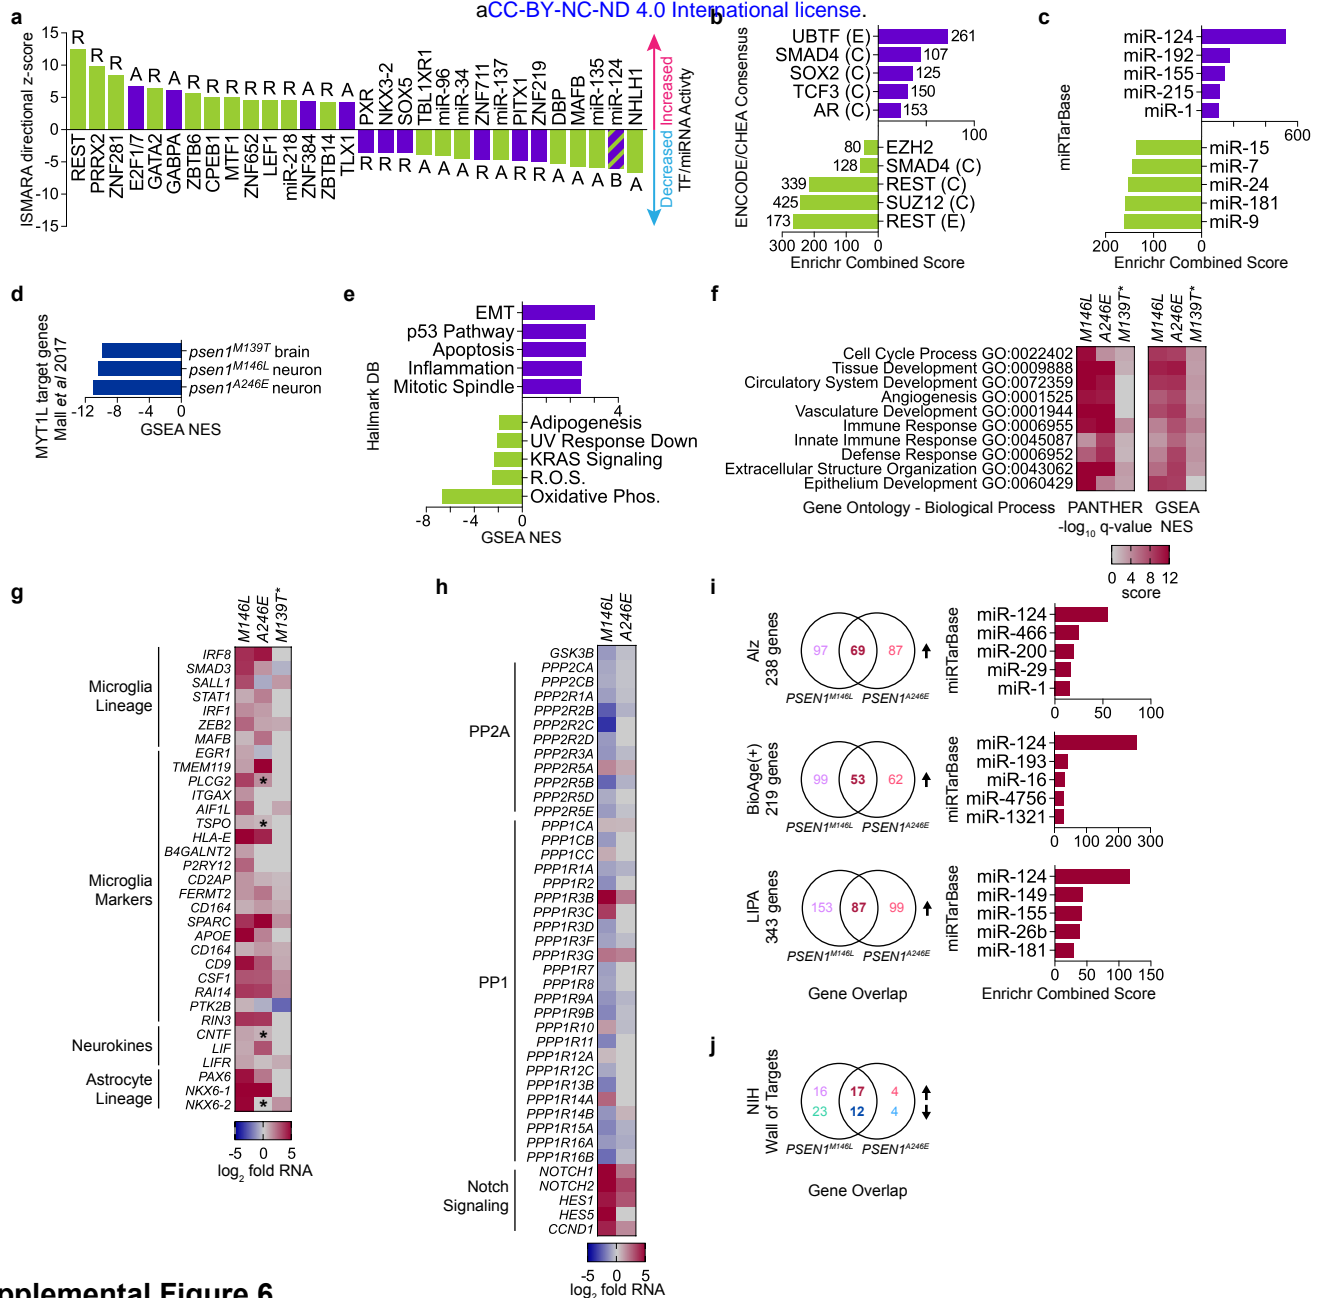 aCC-BY-NC-ND 4.0 International license.
a
ISMARA directional z-score
15
10
5
0
-5
-10
-15
R R R A R A R R R R R R A R A
REST PRRX2 ZNF281 E2F1/7 GATA2 GABPA ZBTB6 CPEB1 MTF1 ZNF652 LEF1 miR-218 ZNF384 ZBTB14 TLX1
PXR NKX3-2 SOX5 TBL1XR1 miR-96 miR-34 ZNF711 miR-137 PITX1 ZNF219 DBP MAFB miR-135 miR-124 NHLH1
R R R A A A R A R R A A A B A
Decreased Increased
TF/miRNA Activty
b
ENCODE/CHEA Consensus
UBTF (E) 261
SMAD4 (C) 107
SOX2 (C) 125
TCF3 (C) 150
AR (C) 153
100
80 EZH2
128 SMAD4 (C)
339 REST (C)
425 SUZ12 (C)
173 REST (E)
300 200 100 0
Enrichr Combined Score
c
miRTarBase
miR-124
miR-192
miR-155
miR-215
miR-1
600
miR-15
miR-7
miR-24
miR-181
miR-9
200 100 0
Enrichr Combined Score
d
MYT1L target genes
Mall et al 2017
psen1M139T brain
psen1M146L neuron
psen1A246E neuron
-12 -8 -4 0
GSEA NES
e
Hallmark DB
EMT
p53 Pathway
Apoptosis
Inflammation
Mitotic Spindle
4
Adipogenesis
UV Response Down
KRAS Signaling
R.O.S.
Oxidative Phos.
-8 -4 0
GSEA NES
f
M146L A246E M139T* M146L A246E M139T*
Cell Cycle Process GO:0022402
Tissue Development GO:0009888
Circulatory System Development GO:0072359
Angiogenesis GO:0001525
Vasculature Development GO:0001944
Immune Response GO:0006955
Innate Immune Response GO:0045087
Defense Response GO:0006952
Extracellular Structure Organization GO:0043062
Epithelium Development GO:0060429
Gene Ontology - Biological Process PANTHER GSEA
-log10 q-value NES
0 4 8 12
score
g
M146L A246E M139T*
Microglia
Lineage
IRF8
SMAD3
SALL1
STAT1
IRF1
ZEB2
MAFB
Microglia
Markers
EGR1
TMEM119
PLCG2 *
ITGAX
AIF1L
TSPO *
HLA-E
B4GALNT2
P2RY12
CD2AP
FERMT2
CD164
SPARC
APOE
CD164
CD9
CSF1
RAI14
PTK2B
RIN3
Neurokines
CNTF *
LIF
LIFR
Astrocyte
Lineage
PAX6
NKX6-1
NKX6-2 *
-5 0 5
log2 fold RNA
h
M146L A246E
GSK3B
PP2A
PPP2CA
PPP2CB
PPP2R1A
PPP2R2B
PPP2R2C
PPP2R2D
PPP2R3A
PPP2R5A
PPP2R5B
PPP2R5D
PPP2R5E
PP1
PPP1CA
PPP1CB
PPP1CC
PPP1R1A
PPP1R2
PPP1R3B
PPP1R3C
PPP1R3D
PPP1R3F
PPP1R3G
PPP1R7
PPP1R8
PPP1R9A
PPP1R9B
PPP1R10
PPP1R11
PPP1R12A
PPP1R12C
PPP1R13B
PPP1R14A
PPP1R14B
PPP1R15A
PPP1R16A
PPP1R16B
Notch
Signaling
NOTCH1
NOTCH2
HES1
HES5
CCND1
-5 0 5
log2 fold RNA
i
Alz
238 genes
97 69 87
PSEN1M146L PSEN1A246E
miRTarBase
miR-124
miR-466
miR-200
miR-29
miR-1
0 50 100
BioAge(+)
219 genes
99 53 62
PSEN1M146L PSEN1A246E
miRTarBase
miR-124
miR-193
miR-16
miR-4756
miR-1321
0 100 200 300
LIPA
343 genes
153 87 99
PSEN1M146L PSEN1A246E
Gene Overlap
miRTarBase
miR-124
miR-149
miR-155
miR-26b
miR-181
0 50 100 150
Enrichr Combined Score
j
NIH
Wall of Targets
16 17 4
23 12 4
PSEN1M146L PSEN1A246E
Gene Overlap
pplemental Figure 6